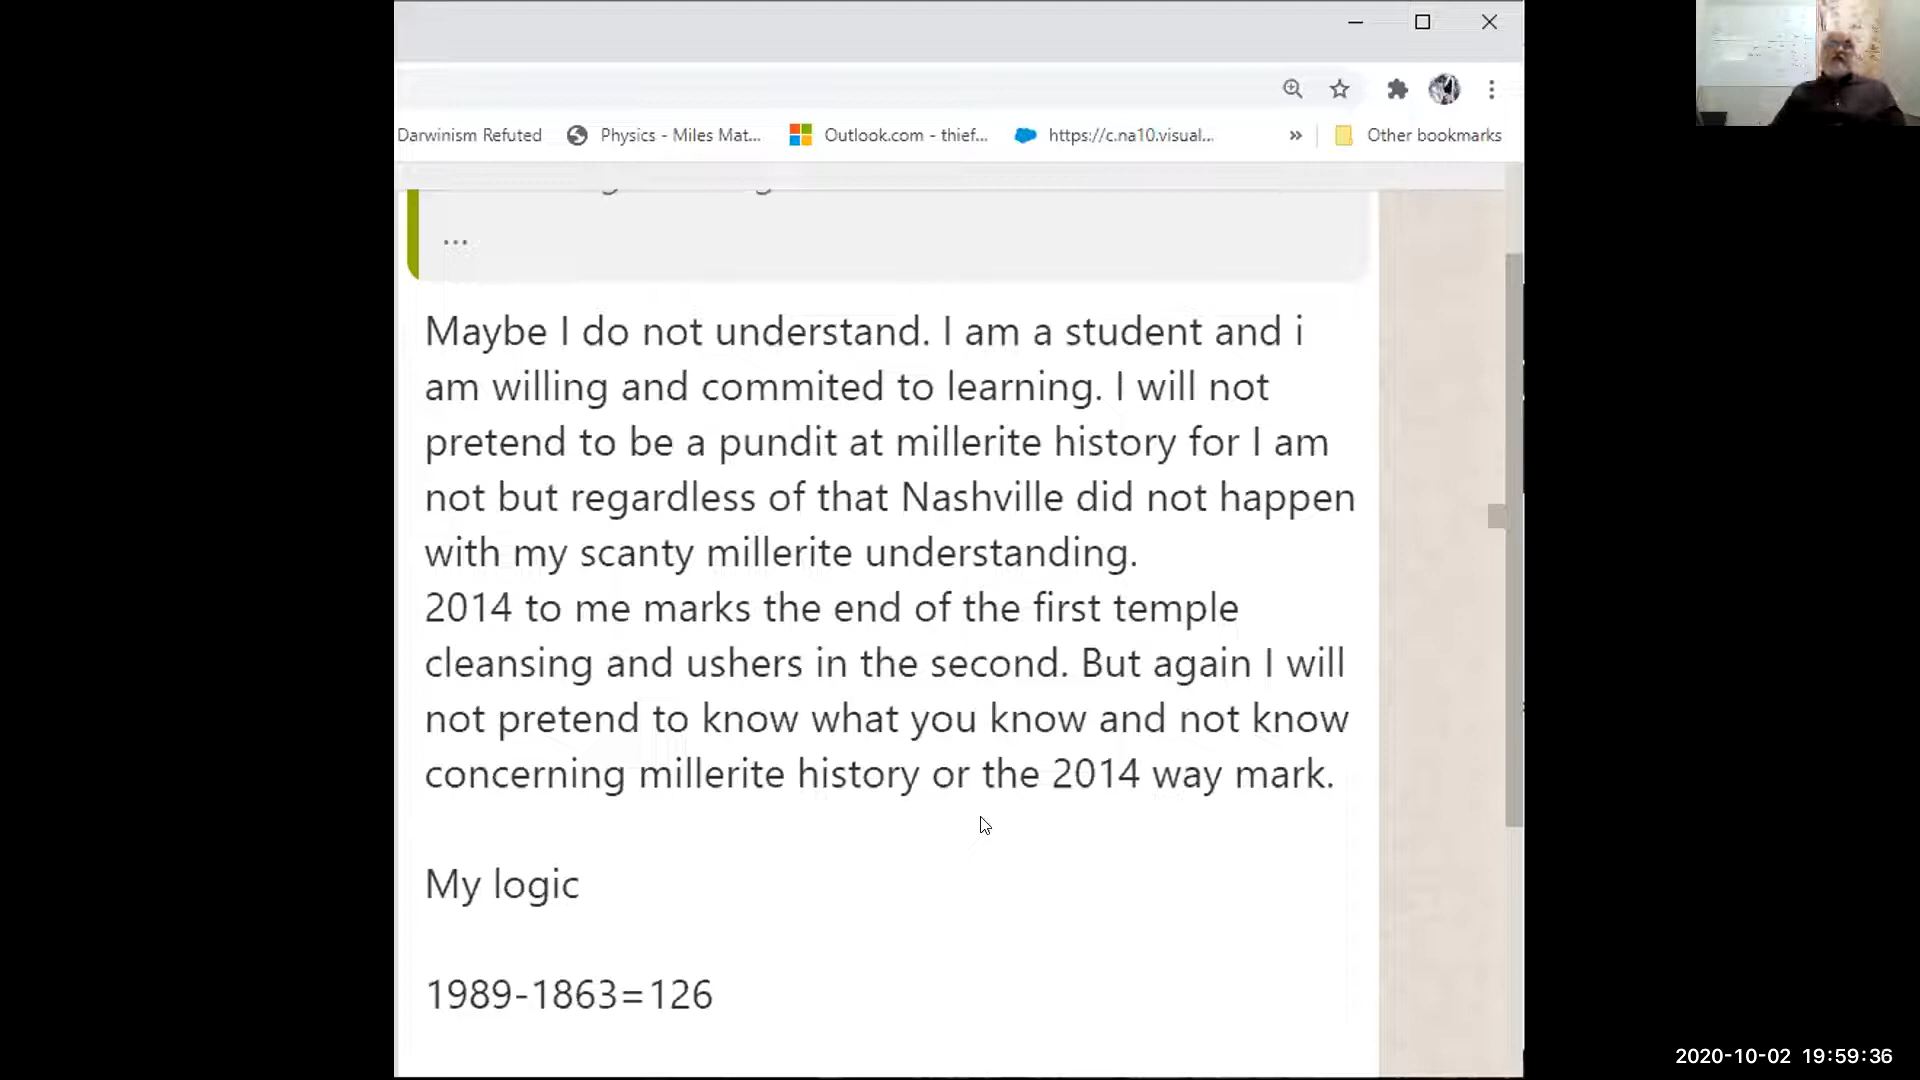 Darwinism Refuted Physics - Miles Mat... Outlook.com - thief... https://c.na10.visual... » Other bookmarks
...
Maybe I do not understand. I am a student and i
am willing and commited to learning. I will not
pretend to be a pundit at millerite history for I am
not but regardless of that Nashville did not happen
with my scanty millerite understanding.
2014 to me marks the end of the first temple
cleansing and ushers in the second. But again I will
not pretend to know what you know and not know
concerning millerite history or the 2014 way mark.
My logic
1989-1863=126
2020-10-02 19:59:36